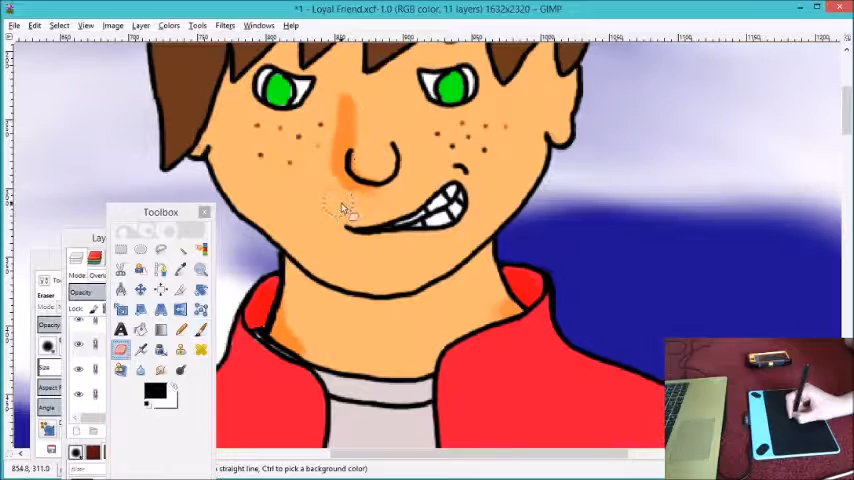 *1 - Loyal Friend.xcf-1.0 (RGB color, 11 layers) 1632x2320 – GIMP
File Edit Select View Image Layer Colors Tools Filters Windows Help
Toolbox
Lay
Mode: Overl
Opacity
Lock:
Eraser
Opacity
Size
Aspect
Angle
854.8, 311.0
straight line, Ctrl to pick a background color)